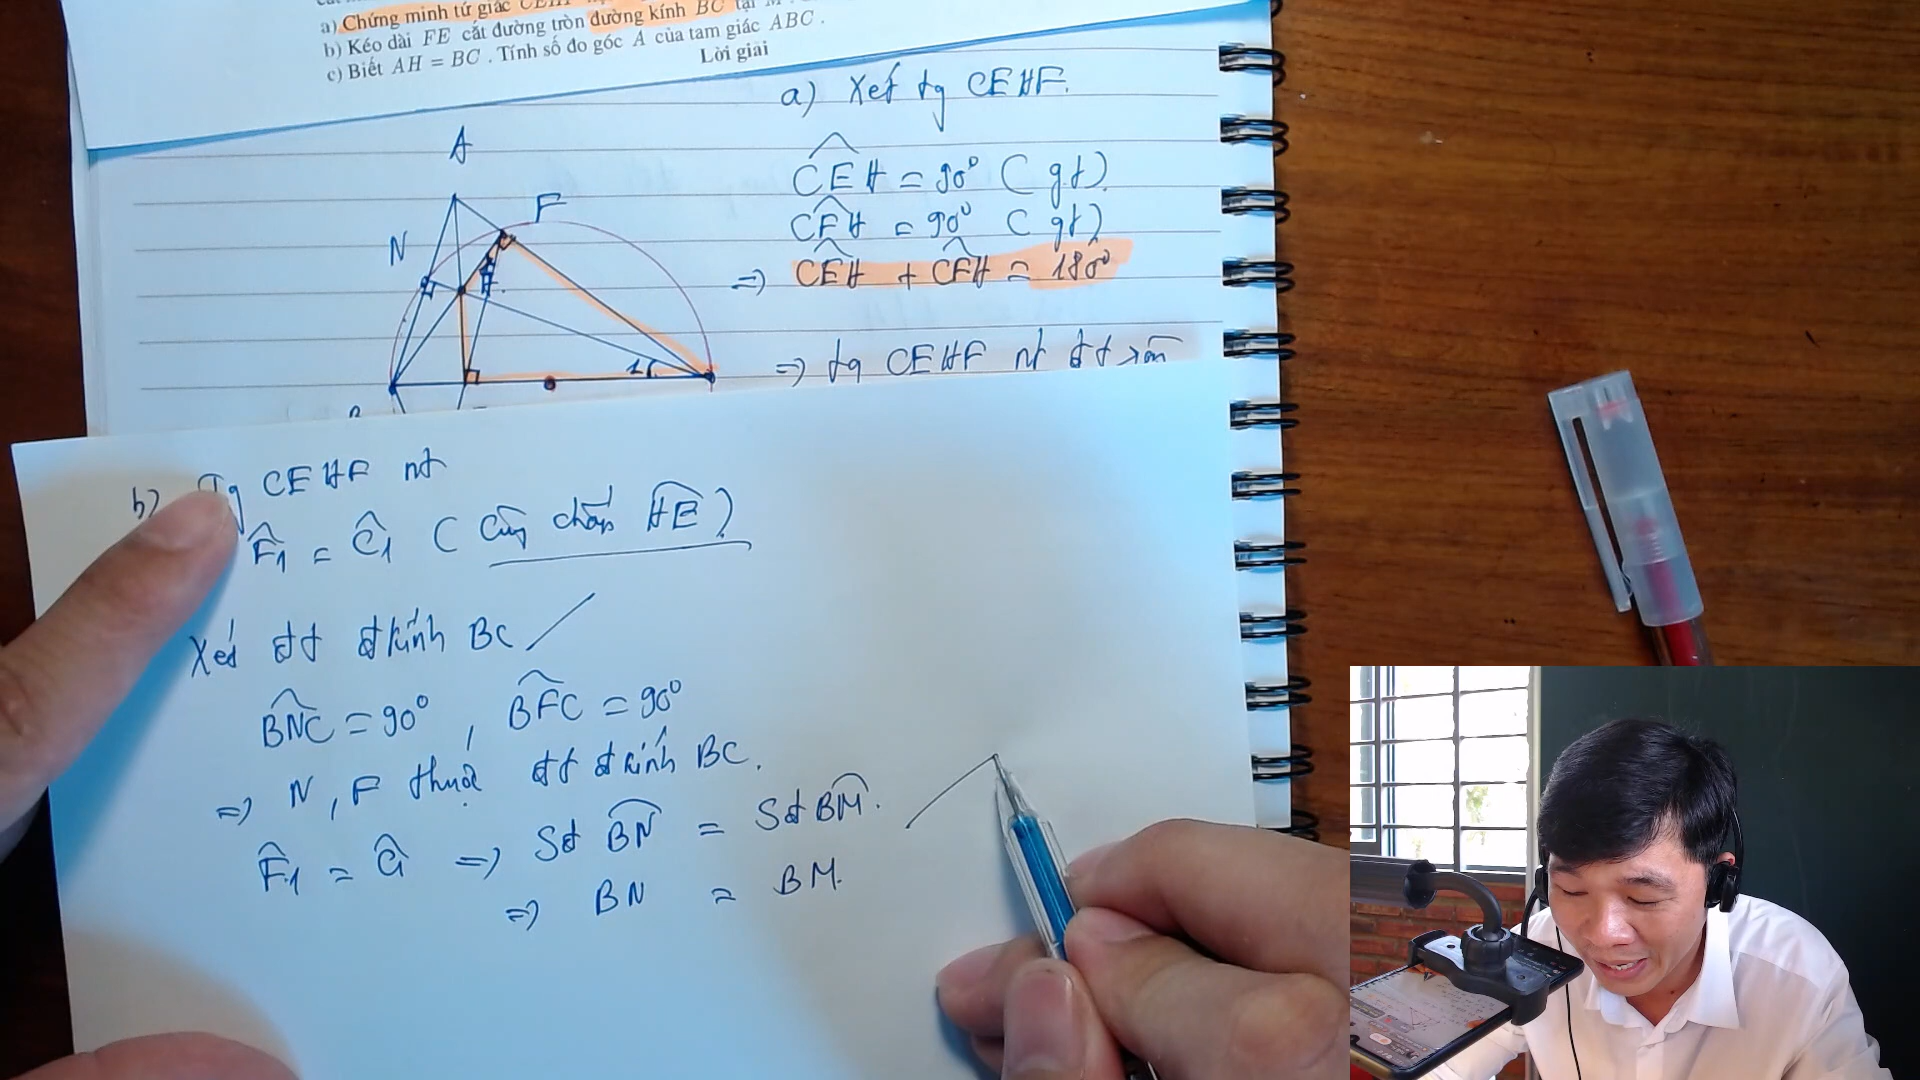 a) Chứng minh tứ giác CEHF
đường kính BC tại M
b) Kéo dài FE cắt đường tròn
c) Biết AH = BC . Tính số đo góc A của tam giác ABC .
Lời giải
a) Xét tg CEHF.
CEH = 90° ( gt).
CFH = 90° ( gt)
=> CEH + CFH = 180°
=> tg CEHF nt đt tròn
A
F
N
H
1
b) Tg CEHF nt
F1 = C1 ( cùng chắn HE )
Xét đt đkính BC
BNC = 90° , BFC = 90°
=> N, F thuộc đt đkính BC.
F1 = C1 => Sđ BN = Sđ BM.
=> BN = BM.